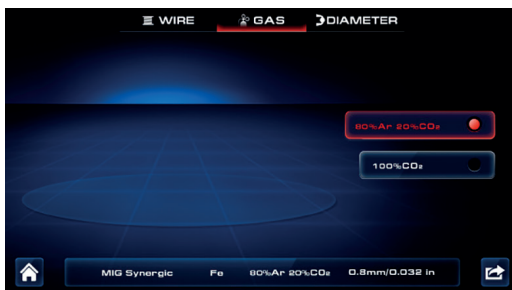 WIRE GAS DIAMETER
80%Ar 20%CO₂
100%CO₂
MIG Synergic Fe 80%Ar 20%CO₂ 0.8mm/0.032 in